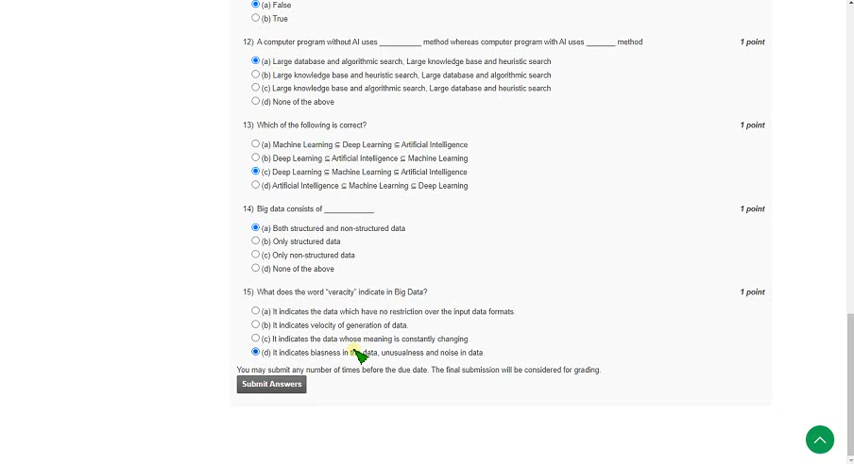 (a) False
(b) True
12) A computer program without AI uses __________ method whereas computer program with AI uses _______ method 1 point
(a) Large database and algorithmic search, Large knowledge base and heuristic search
(b) Large knowledge base and heuristic search, Large database and algorithmic search
(c) Large knowledge base and algorithmic search, Large database and heuristic search
(d) None of the above
13) Which of the following is correct? 1 point
(a) Machine Learning ⊆ Deep Learning ⊆ Artificial Intelligence
(b) Deep Learning ⊆ Artificial Intelligence ⊆ Machine Learning
(c) Deep Learning ⊆ Machine Learning ⊆ Artificial Intelligence
(d) Artificial Intelligence ⊆ Machine Learning ⊆ Deep Learning
14) Big data consists of ____________ 1 point
(a) Both structured and non-structured data
(b) Only structured data
(c) Only non-structured data
(d) None of the above
15) What does the word “veracity” indicate in Big Data? 1 point
(a) It indicates the data which have no restriction over the input data formats.
(b) It indicates velocity of generation of data.
(c) It indicates the data whose meaning is constantly changing
(d) It indicates biasness in the data, unusualness and noise in data
You may submit any number of times before the due date. The final submission will be considered for grading.
Submit Answers